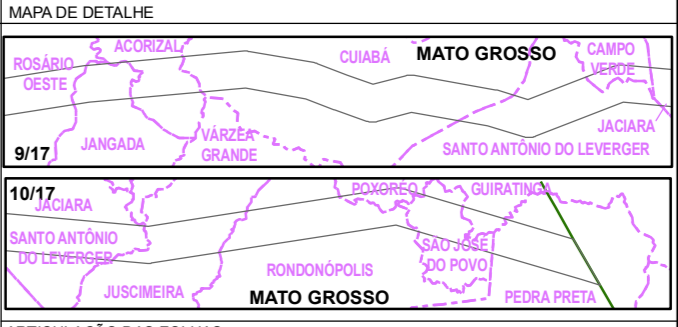 MAPA DE DETALHE
ACORIZAL
ROSÁRIO
OESTE
CUIABÁ
MATO GROSSO
CAMPO
VERDE
JANGADA
VÁRZEA
GRANDE
JACIARA
SANTO ANTÔNIO DO LEVERGER
9/17
10/17
JACIARA
POXORÉO
GUIRATINGA
SANTO ANTÔNIO
DO LEVERGER
SÃO JOSÉ
DO POVO
RONDONÓPOLIS
JUSCIMEIRA
MATO GROSSO
PEDRA PRETA